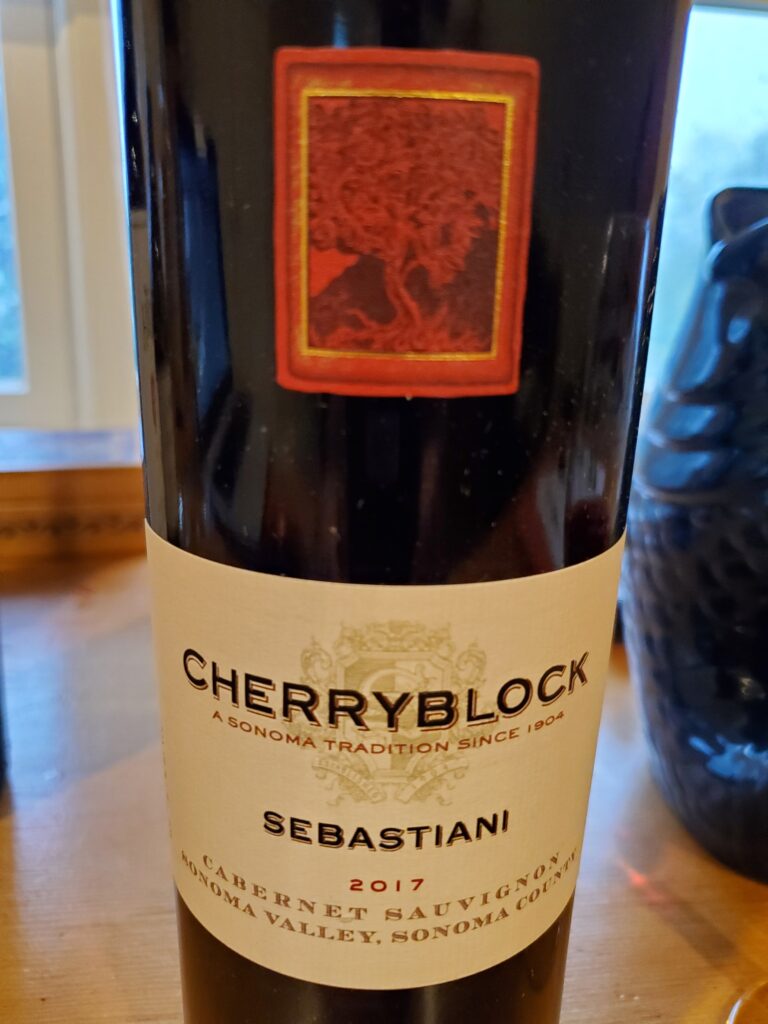 CHERRYBLOCK
A SONOMA TRADITION SINCE 1904
SEBASTIANI
2017
CABERNET SAUVIGNON
SONOMA VALLEY, SONOMA COUNTY